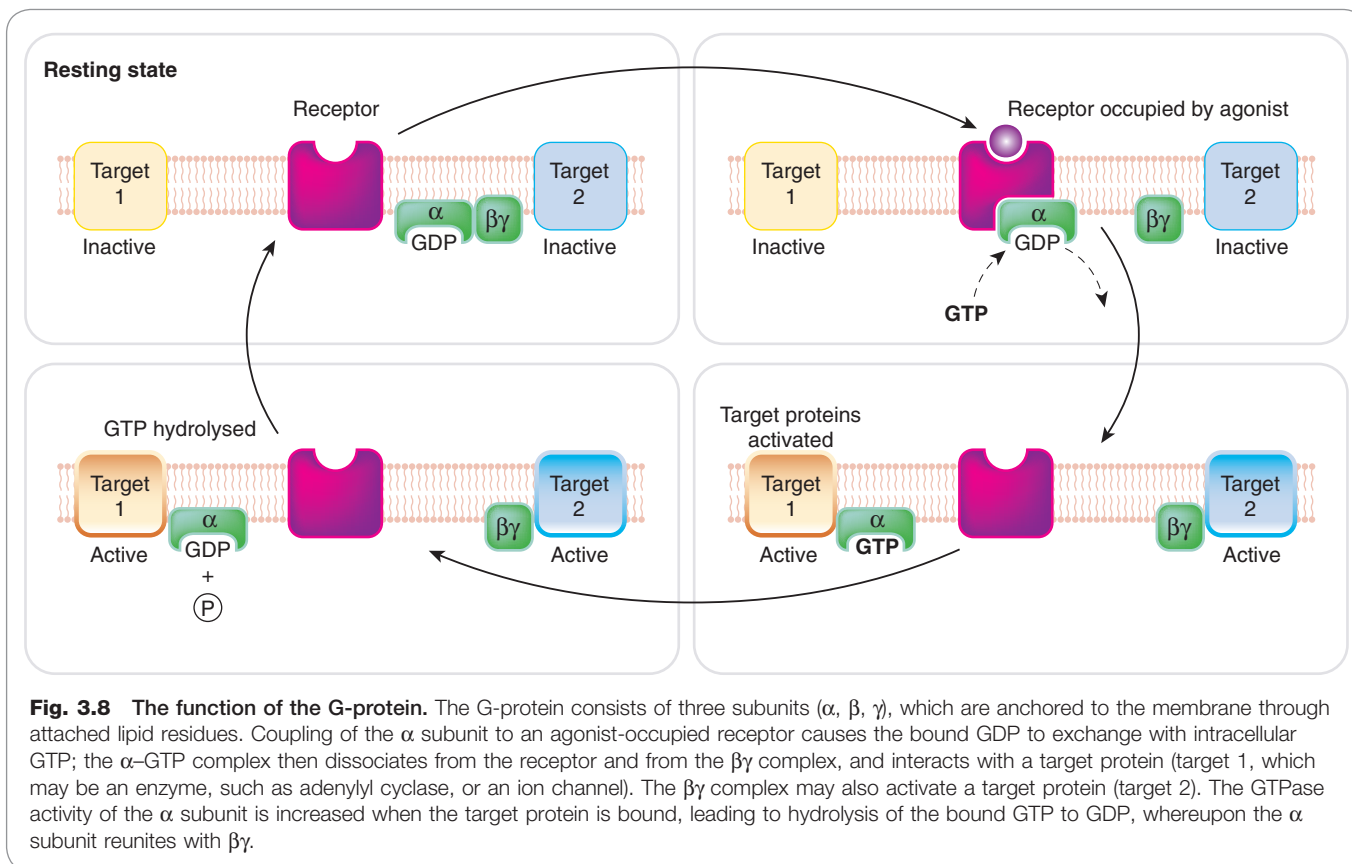 Resting state
Receptor
Target
1
Inactive
α
GDP
βγ
Target
2
Inactive
Receptor occupied by agonist
Target
1
Inactive
α
GDP
GTP
βγ
Target
2
Inactive
GTP hydrolysed
Target
1
Active
α
GDP
+
P
βγ
Target
2
Active
Target proteins
activated
Target
1
Active
α
GTP
βγ
Target
2
Active
Fig. 3.8 The function of the G-protein. The G-protein consists of three subunits (α, β, γ), which are anchored to the membrane through
attached lipid residues. Coupling of the α subunit to an agonist-occupied receptor causes the bound GDP to exchange with intracellular
GTP; the α–GTP complex then dissociates from the receptor and from the βγ complex, and interacts with a target protein (target 1, which
may be an enzyme, such as adenylyl cyclase, or an ion channel). The βγ complex may also activate a target protein (target 2). The GTPase
activity of the α subunit is increased when the target protein is bound, leading to hydrolysis of the bound GTP to GDP, whereupon the α
subunit reunites with βγ.